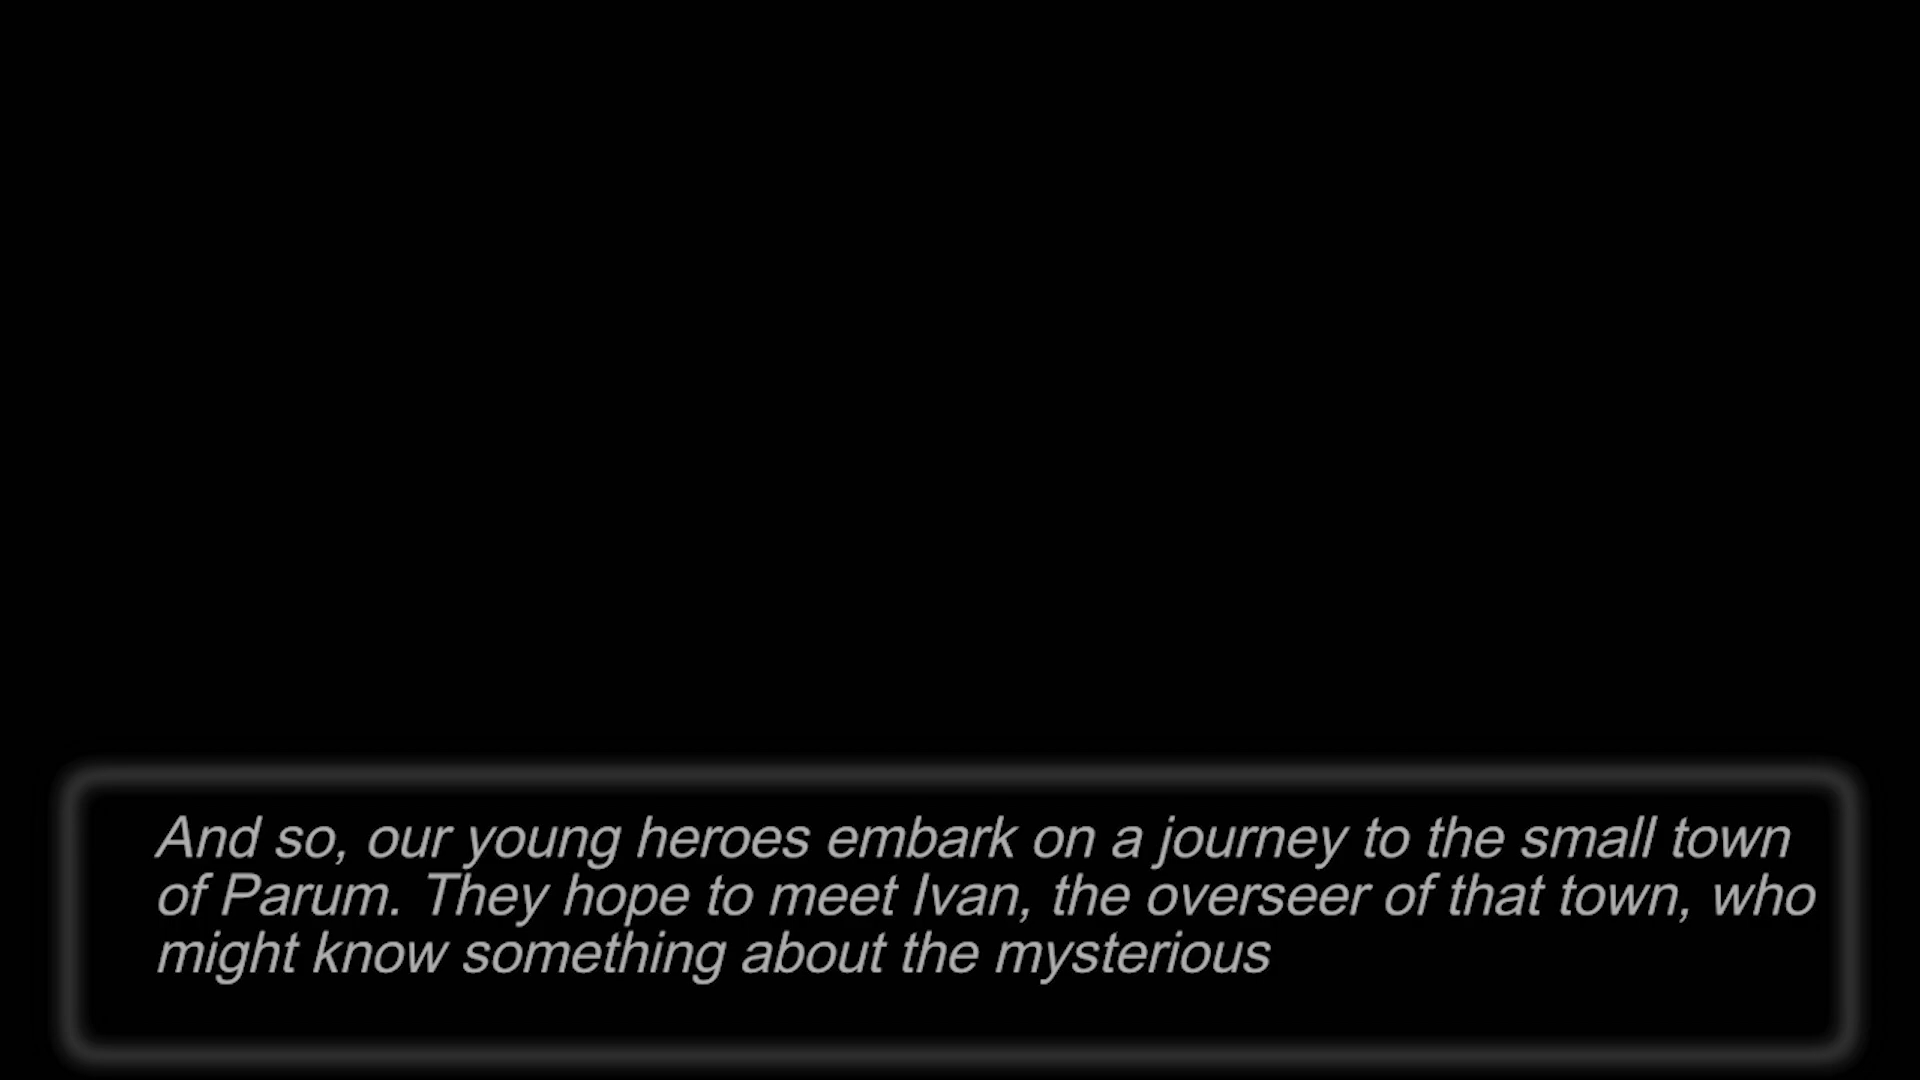 And so, our young heroes embark on a journey to the small town
of Parum. They hope to meet Ivan, the overseer of that town, who
might know something about the mysterious